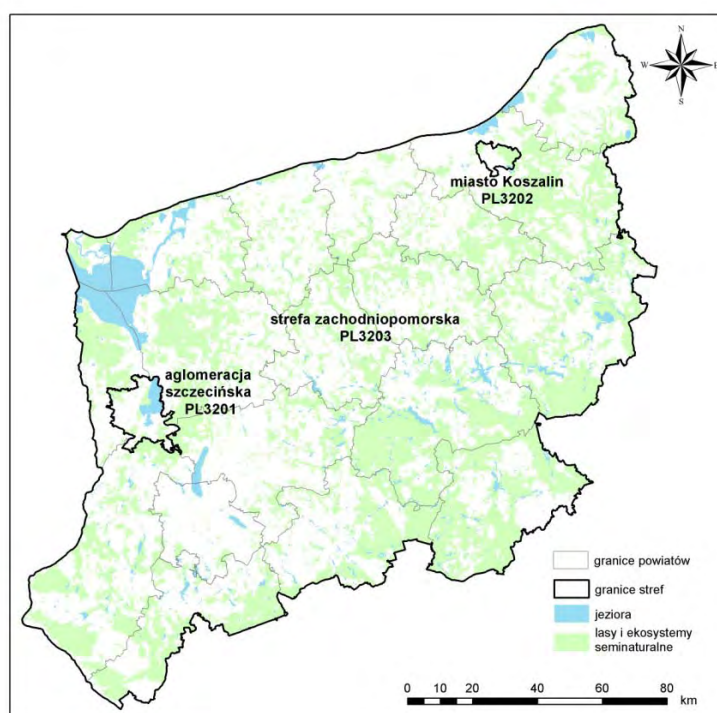 N
W
E
S
miasto Koszalin
PL3202
strefa zachodniopomorska
PL3203
aglomeracja
szczecińska
PL3201
granice powiatów
granice stref
jeziora
lasy i ekosystemy
seminaturalne
0 10 20 40 60 80
km